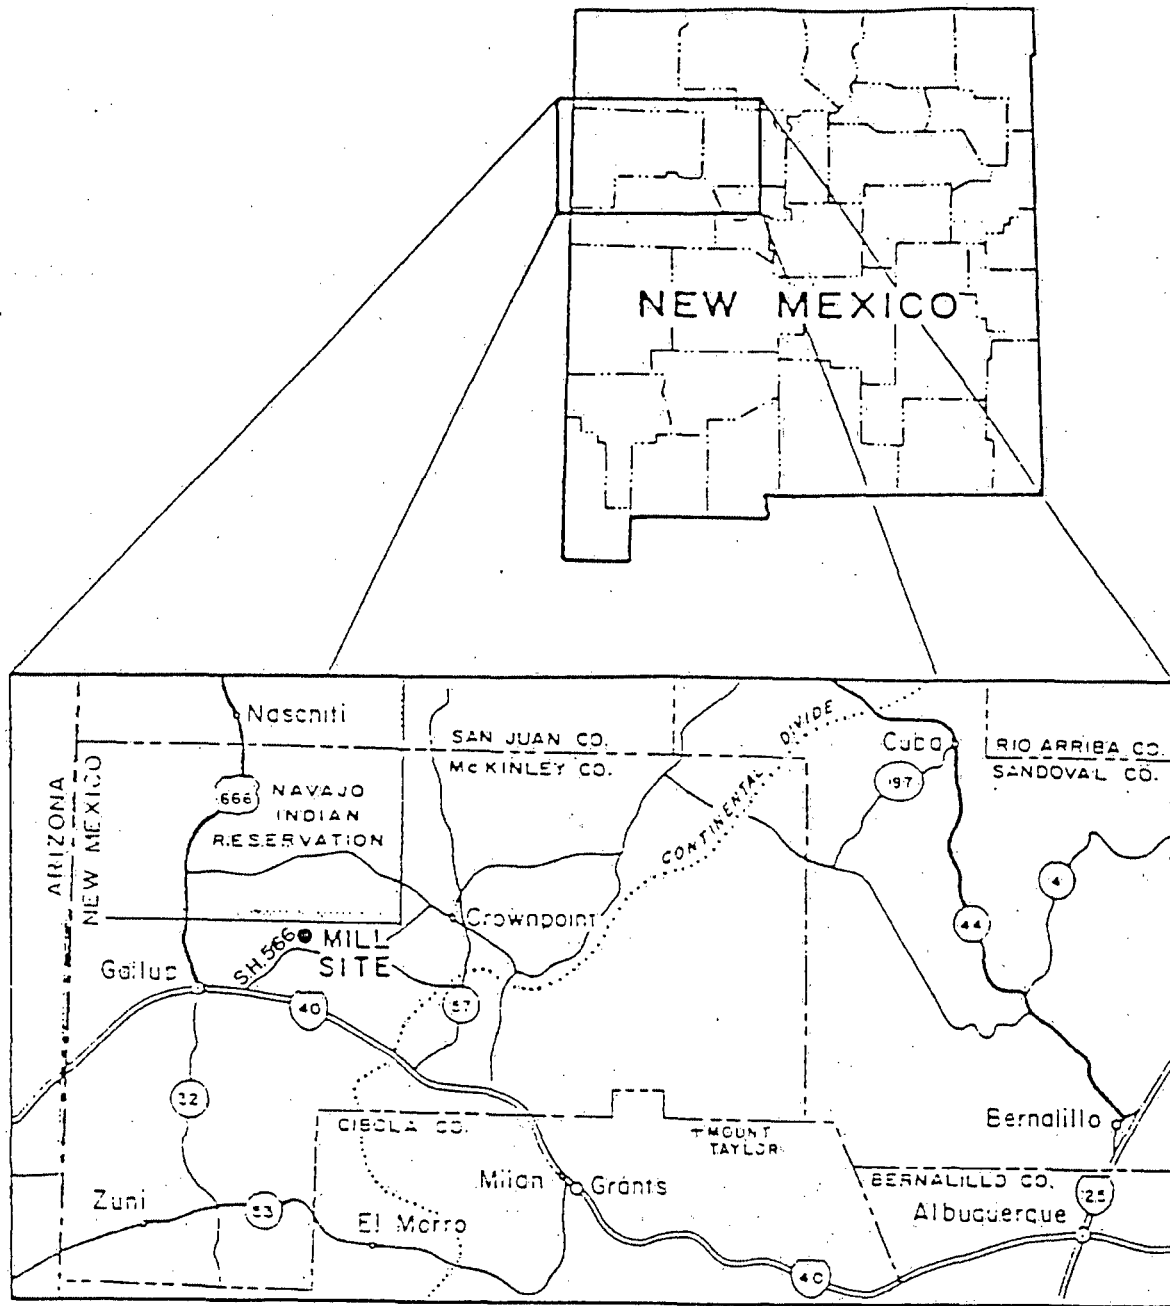 NEW MEXICO
Naschiti
SAN JUAN CO.
McKINLEY CO.
CONTINENTAL DIVIDE
Cuba
RIO ARRIBA CO.
SANDOVAL CO.
197
666
NAVAJO
INDIAN
RESERVATION
ARIZONA
NEW MEXICO
44
Crownpoint
S.H. 566
MILL
SITE
Gallup
40
57
32
CIBOLA CO.
MOUNT
TAYLOR
Bernalillo
Milan
Grants
BERNALILLO CO.
25
Albuquerque
Zuni
53
El Morro
40